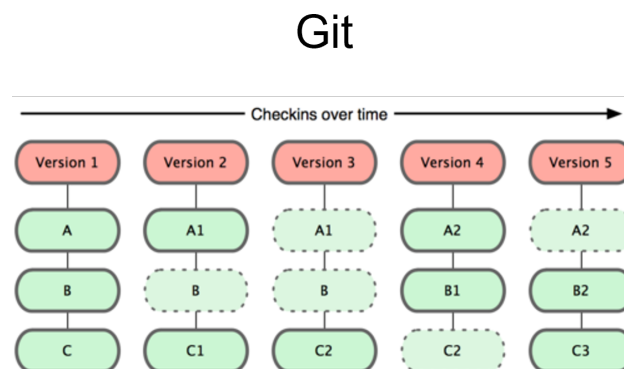 Git
Checkins over time
Version 1 Version 2 Version 3 Version 4 Version 5
A A1 A1 A2 A2
B B B B1 B2
C C1 C2 C2 C3